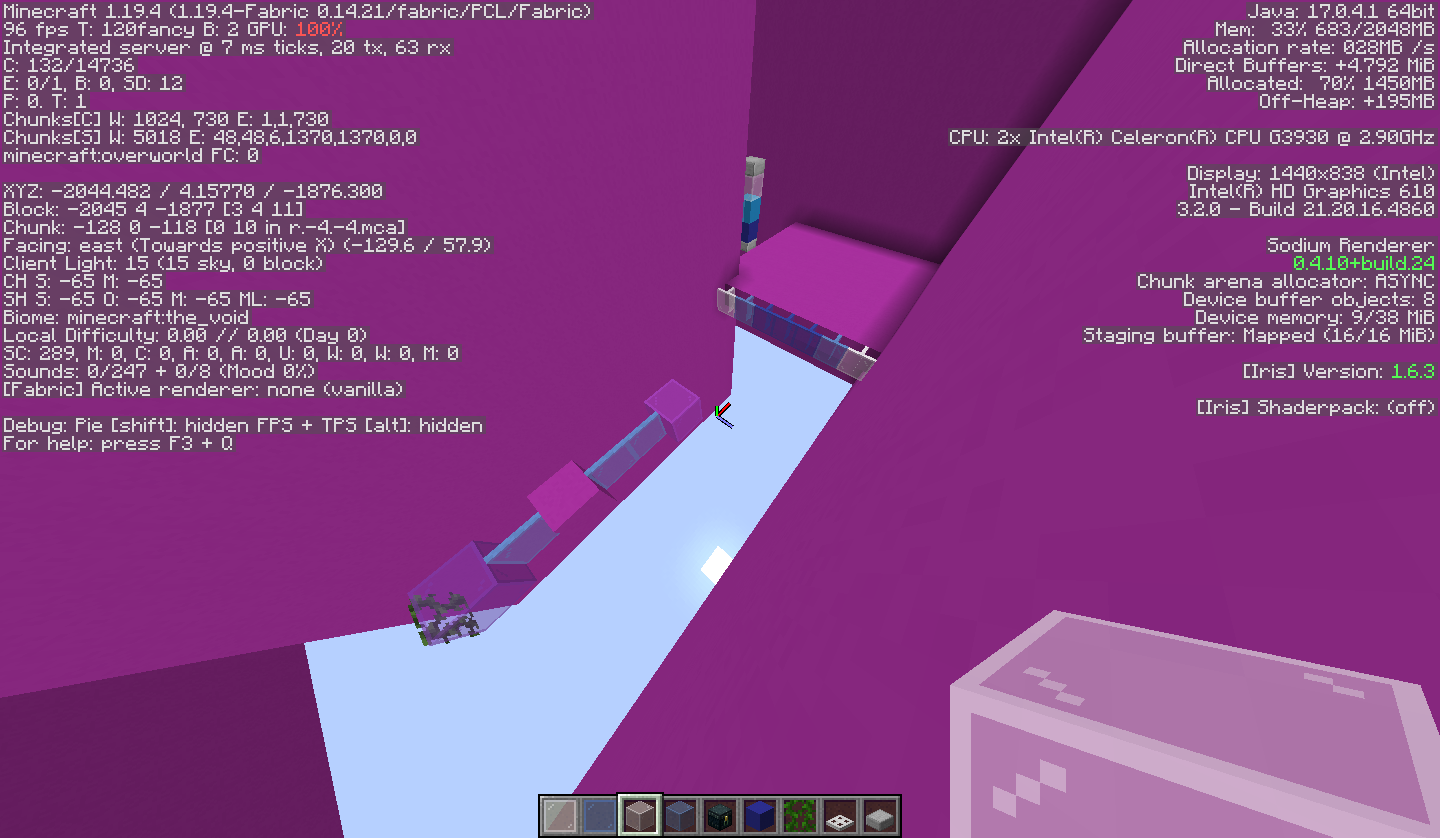 Minecraft 1.19.4 (1.19.4-Fabric 0.14.21/fabric/PCL/Fabric)
96 fps T: 120fancy B: 2 GPU: 100%
Integrated server @ 7 ms ticks, 20 tx, 63 rx
C: 132/14736
E: 0/1, B: 0, SD: 12
P: 0. T: 1
Chunks[C] W: 1024, 730 E: 1,1,730
Chunks[S] W: 5018 E: 48,48,6,1370,1370,0,0
minecraft:overworld FC: 0
XYZ: -2044.482 / 4.15770 / -1876.300
Block: -2045 4 -1877 [3 4 11]
Chunk: -128 0 -118 [0 10 in r.-4.-4.mca]
Facing: east (Towards positive X) (-129.6 / 57.9)
Client Light: 15 (15 sky, 0 block)
CH S: -65 M: -65
SH S: -65 O: -65 M: -65 ML: -65
Biome: minecraft:the_void
Local Difficulty: 0.00 // 0.00 (Day 0)
SC: 289, M: 0, C: 0, A: 0, A: 0, U: 0, W: 0, W: 0, M: 0
Sounds: 0/247 + 0/8 (Mood 0%)
[Fabric] Active renderer: none (vanilla)
Debug: Pie [shift]: hidden FPS + TPS [alt]: hidden
For help: press F3 + Q
Java: 17.0.4.1 64bit
Mem: 33% 683/2048MB
Allocation rate: 028MB /s
Direct Buffers: +4.792 MiB
Allocated: 70% 1450MB
Off-Heap: +195MB
CPU: 2x Intel(R) Celeron(R) CPU G3930 @ 2.90GHz
Display: 1440x838 (Intel)
Intel(R) HD Graphics 610
3.2.0 - Build 21.20.16.4860
Sodium Renderer
0.4.10+build.24
Chunk arena allocator: ASYNC
Device buffer objects: 8
Device memory: 9/38 MiB
Staging buffer: Mapped (16/16 MiB)
[Iris] Version: 1.6.3
[Iris] Shaderpack: (off)